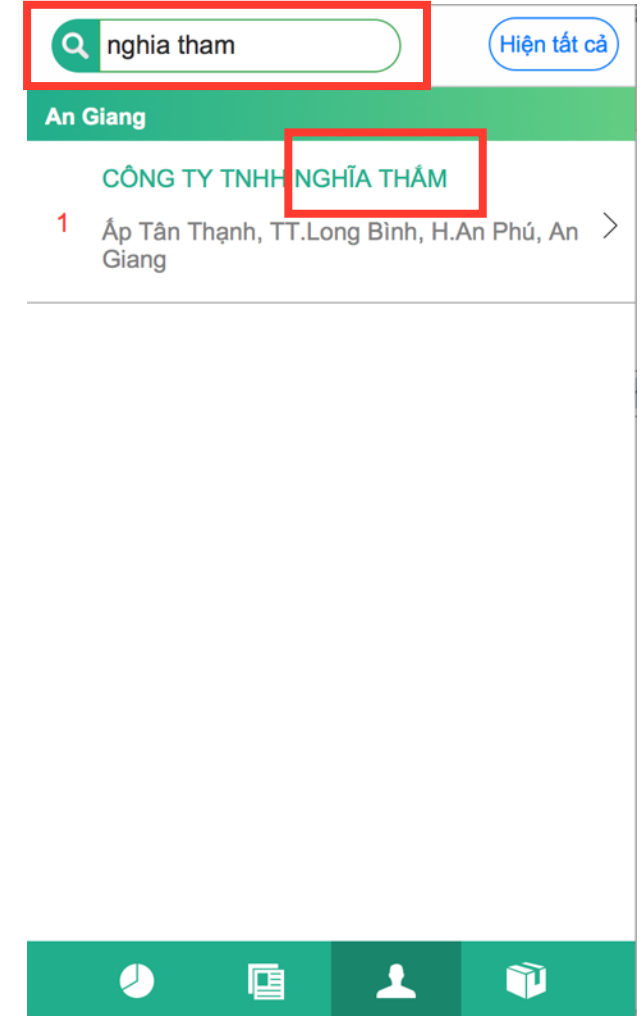 nghia tham
Hiện tất cả
An Giang
CÔNG TY TNHH NGHĨA THẮM
1
Ấp Tân Thạnh, TT.Long Bình, H.An Phú, An
Giang